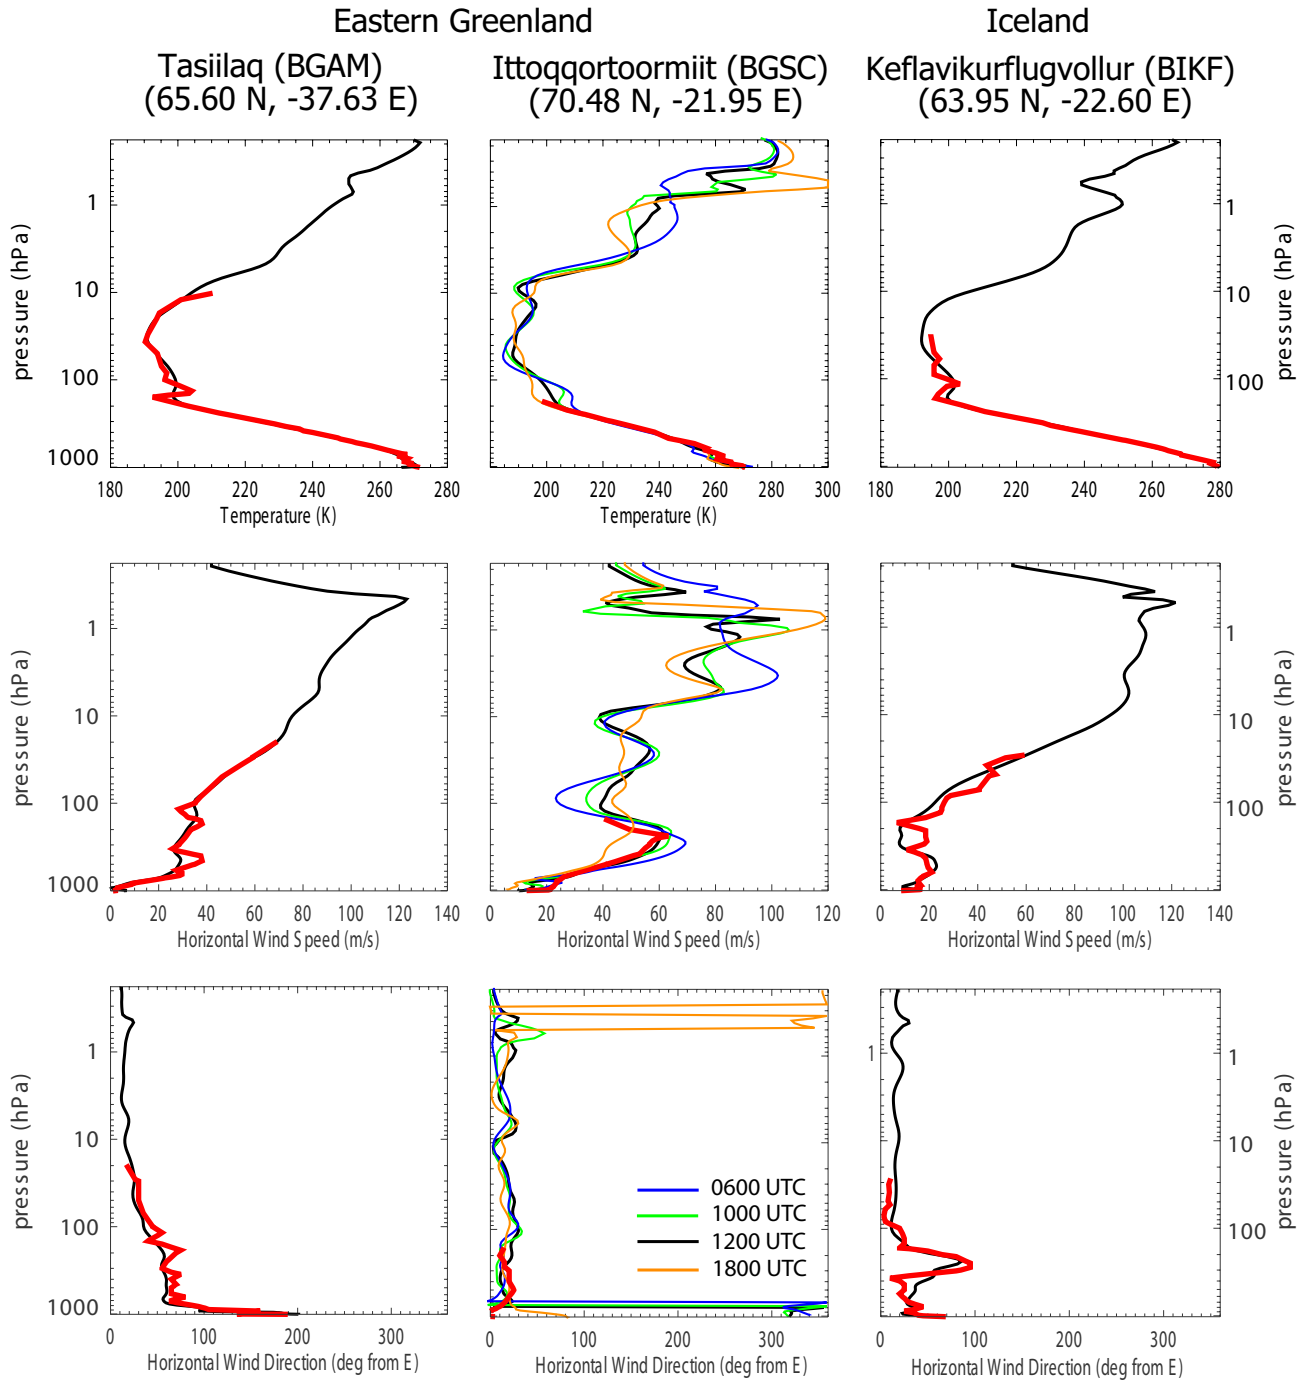 Eastern Greenland
Iceland
Tasiilaq (BGAM)
(65.60 N, -37.63 E)
Ittoqqortoormiit (BGSC)
(70.48 N, -21.95 E)
Keflavikurflugvollur (BIKF)
(63.95 N, -22.60 E)
pressure (hPa)
1
10
100
1000
180 200 220 240 260 280
Temperature (K)
200 220 240 260 280 300
Temperature (K)
180 200 220 240 260 280
Temperature (K)
1
10
100
1000
pressure (hPa)
pressure (hPa)
1
10
100
1000
0 20 40 60 80 100 120 140
Horizontal Wind Speed (m/s)
0 20 40 60 80 100 120
Horizontal Wind Speed (m/s)
0 20 40 60 80 100 120 140
Horizontal Wind Speed (m/s)
1
10
100
1000
pressure (hPa)
pressure (hPa)
1
10
100
1000
0 100 200 300
Horizontal Wind Direction (deg from E)
0600 UTC
1000 UTC
1200 UTC
1800 UTC
0 100 200 300
Horizontal Wind Direction (deg from E)
1
0 100 200 300
Horizontal Wind Direction (deg from E)
1
10
100
1000
pressure (hPa)